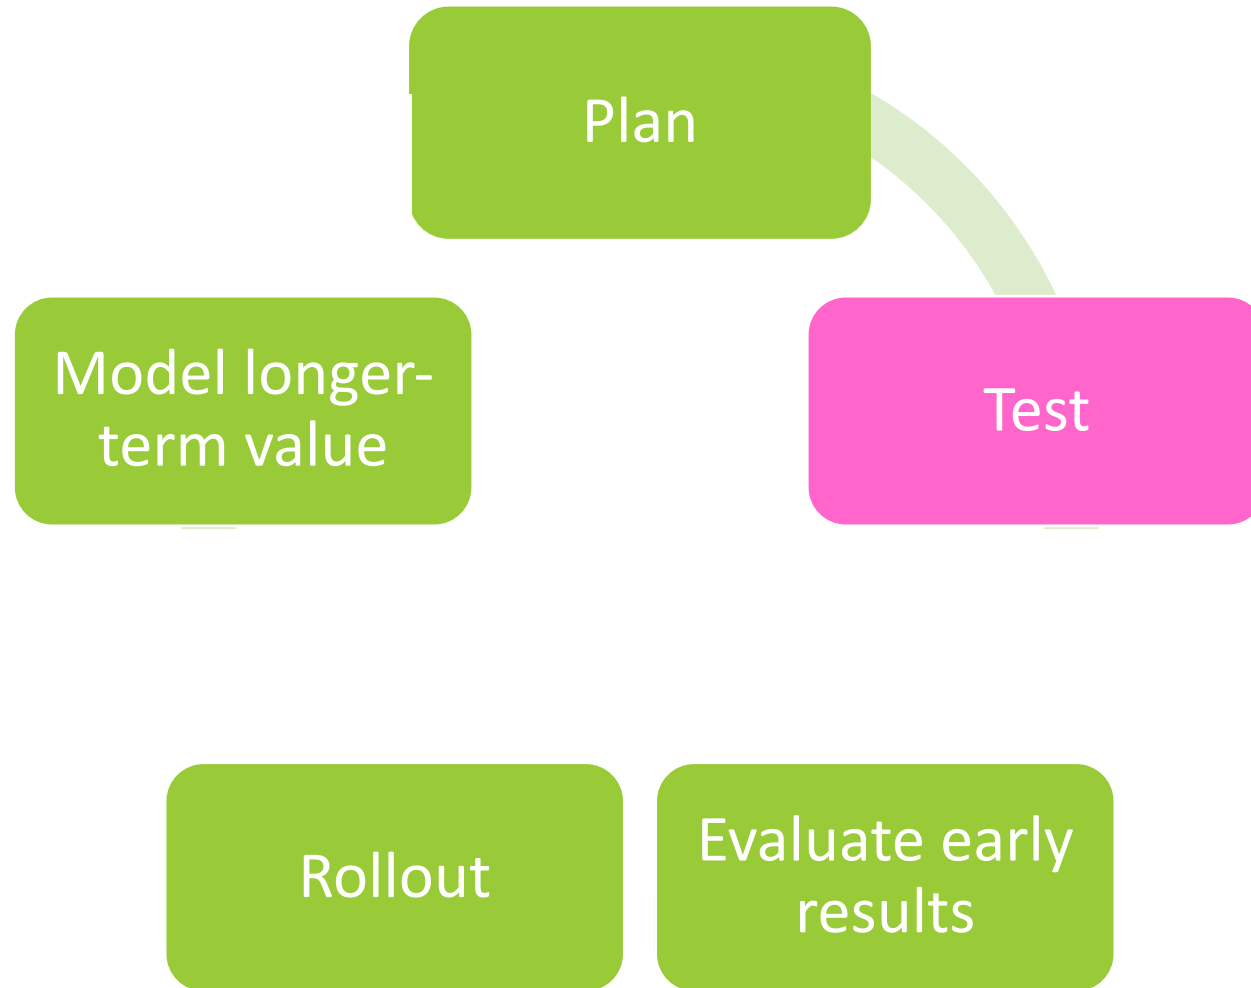 Plan
Model longer-
term value
Test
Rollout
Evaluate early
results